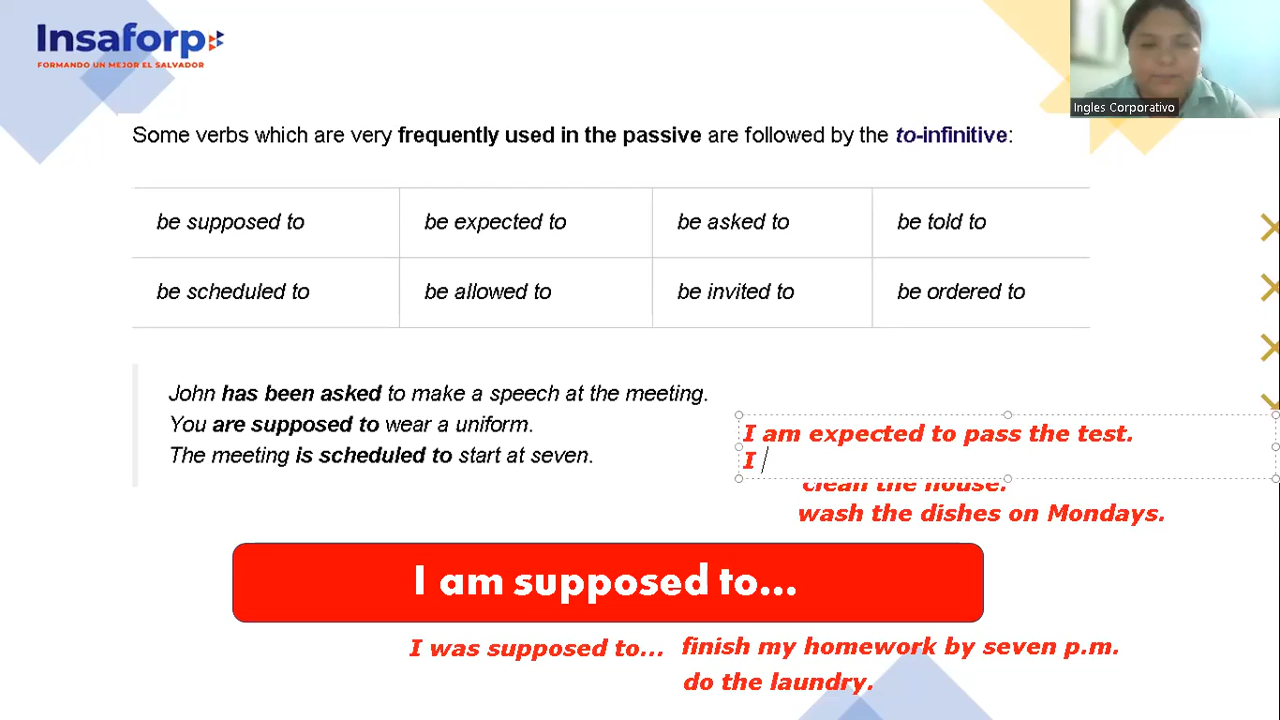 Insaforp
FORMANDO UN MEJOR EL SALVADOR
Ingles Corporativo
Some verbs which are very frequently used in the passive are followed by the to-infinitive:
be supposed to be expected to be asked to be told to
be scheduled to be allowed to be invited to be ordered to
John has been asked to make a speech at the meeting.
You are supposed to wear a uniform.
The meeting is scheduled to start at seven.
I am expected to pass the test.
I
clean the house.
wash the dishes on Mondays.
I am supposed to...
I was supposed to... finish my homework by seven p.m.
do the laundry.